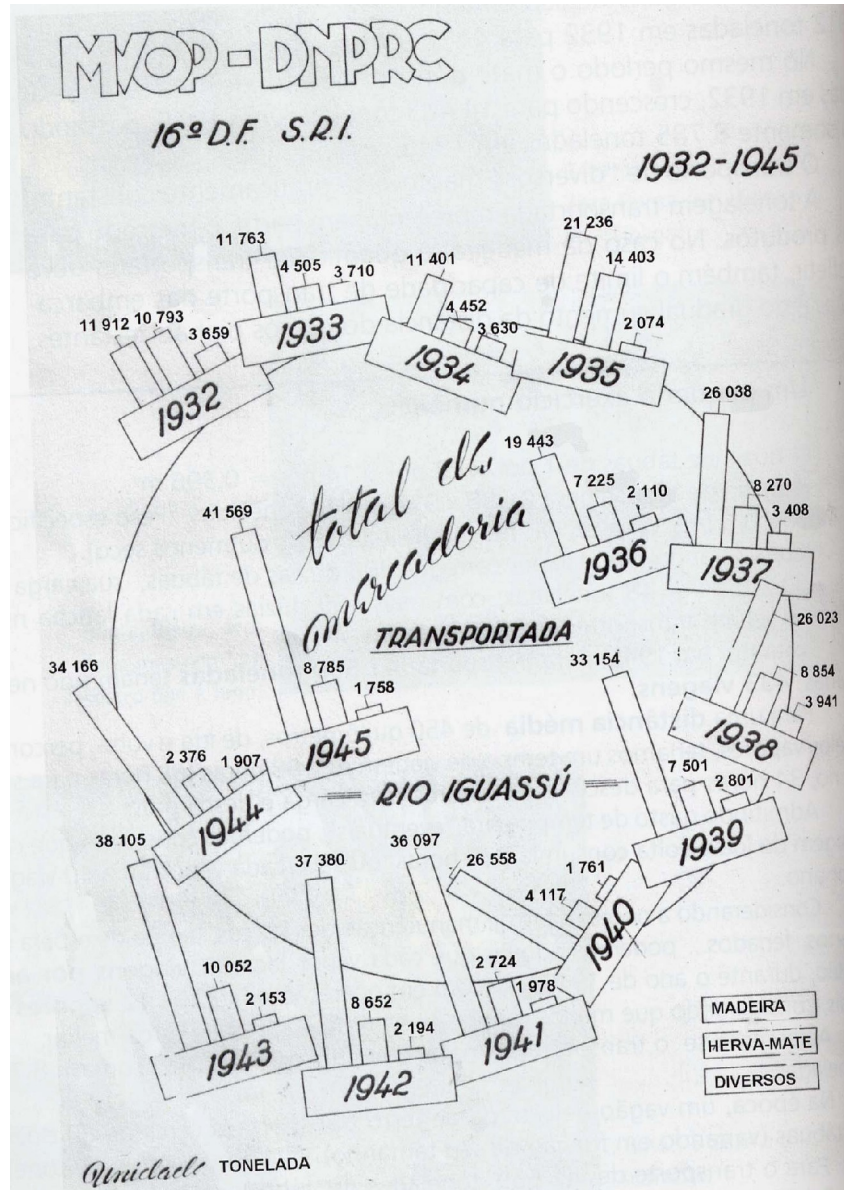 MVOP-DNPRC
16º D.F. S.R.I.
1932-1945
11 912 10 793 3 659
1932
11 763 4 505 3 710
1933
11 401 4 452 3 630
1934
21 236 14 403 2 074
1935
19 443 7 225 2 110
1936
26 038 8 270 3 408
1937
26 023 8 854 3 941
1938
33 154 7 501 2 801
1939
26 558 4 117 1 761
1940
36 097 2 724 1 978
1941
37 380 8 652 2 194
1942
38 105 10 052 2 153
1943
34 166 2 376 1 907
1944
41 569 8 785 1 758
1945
total de
mercadoria
TRANSPORTADA
RIO IGUASSÚ
MADEIRA
HERVA-MATE
DIVERSOS
Unidade TONELADA